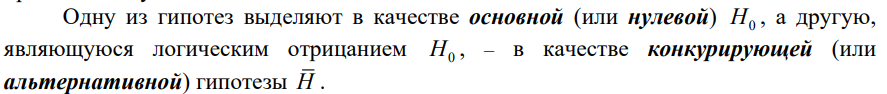 Одну из гипотез выделяют в качестве основной (или нулевой) H₀, а другую,
являющуюся логическим отрицанием H₀, – в качестве конкурирующей (или
альтернативной) гипотезы H̅.